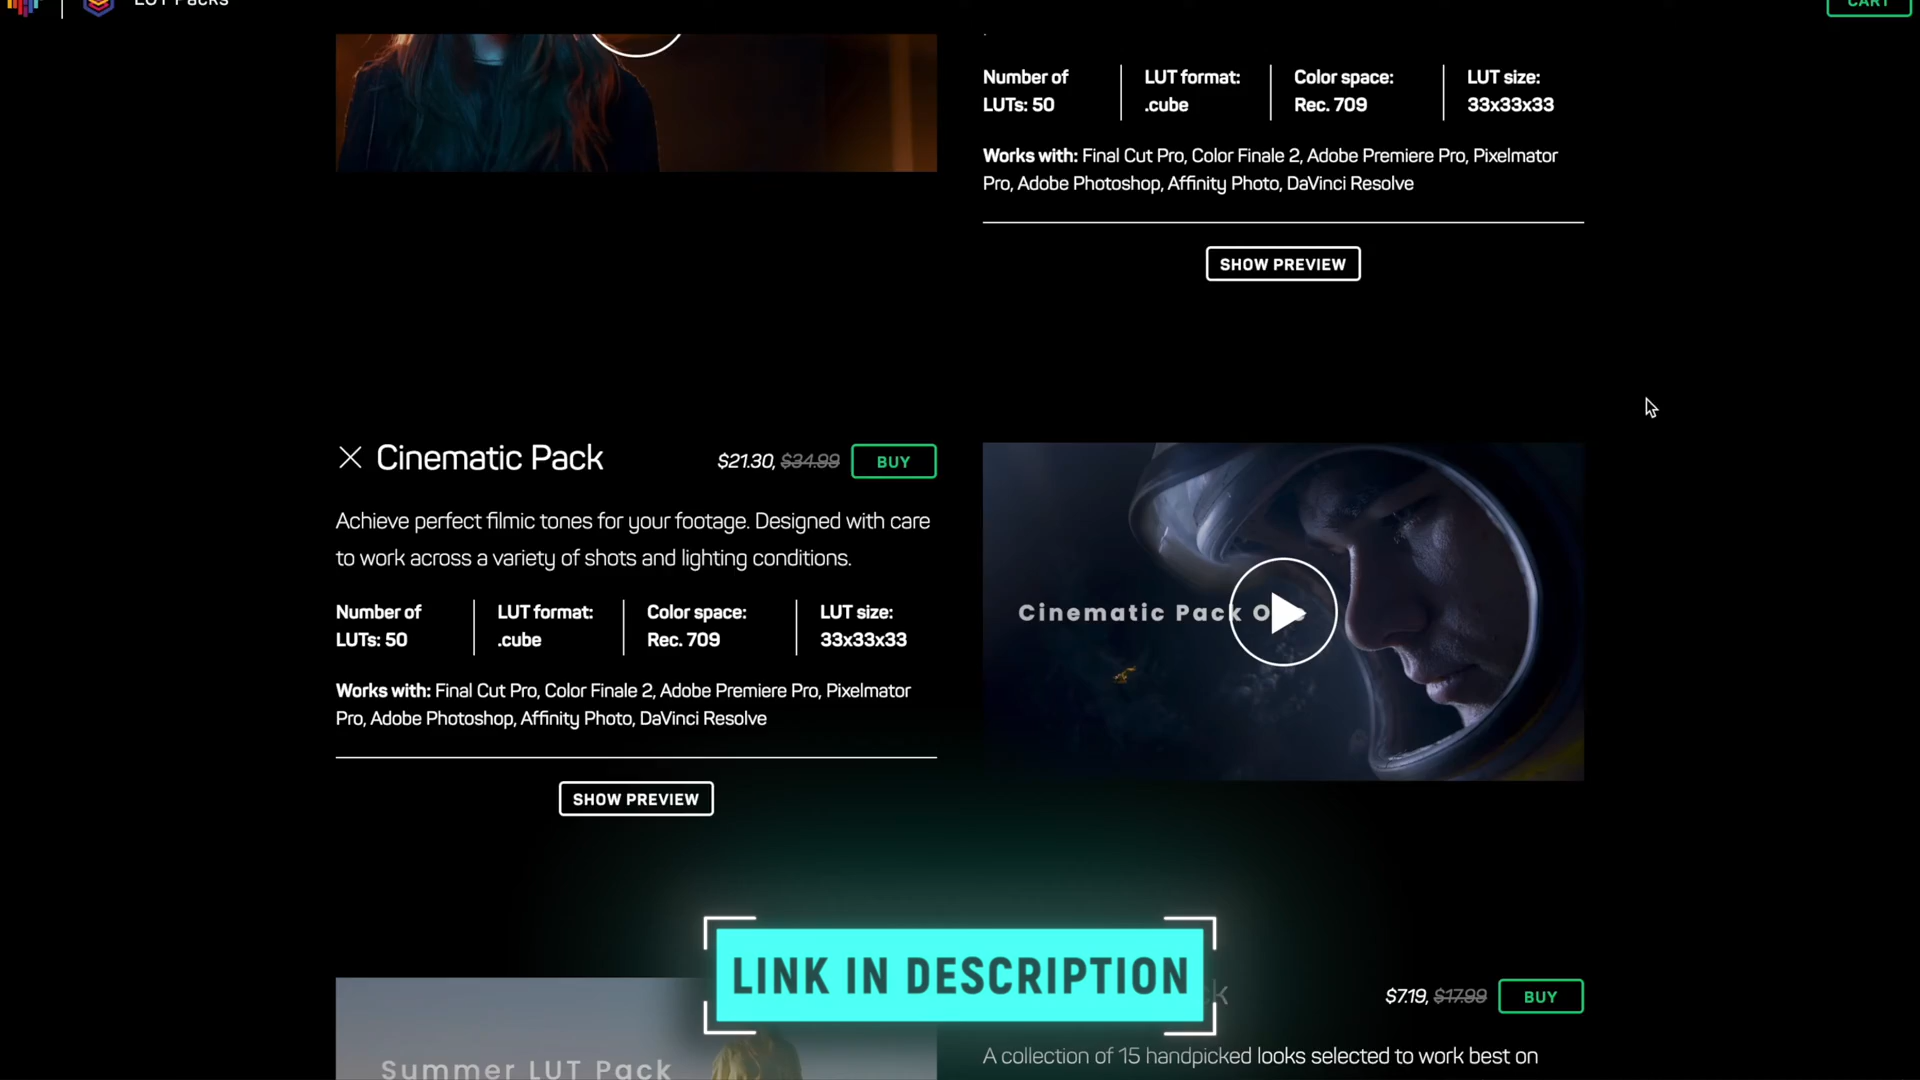 LUT Packs
CART
Number of
LUTs: 50
LUT format:
.cube
Color space:
Rec. 709
LUT size:
33x33x33
Works with: Final Cut Pro, Color Finale 2, Adobe Premiere Pro, Pixelmator
Pro, Adobe Photoshop, Affinity Photo, DaVinci Resolve
SHOW PREVIEW
Cinematic Pack
$21.30, $34.99
BUY
Achieve perfect filmic tones for your footage. Designed with care
to work across a variety of shots and lighting conditions.
Number of
LUTs: 50
LUT format:
.cube
Color space:
Rec. 709
LUT size:
33x33x33
Works with: Final Cut Pro, Color Finale 2, Adobe Premiere Pro, Pixelmator
Pro, Adobe Photoshop, Affinity Photo, DaVinci Resolve
SHOW PREVIEW
Cinematic Pack
LINK IN DESCRIPTION
$7.19, $17.99
BUY
A collection of 15 handpicked looks selected to work best on
Summer LUT Pack